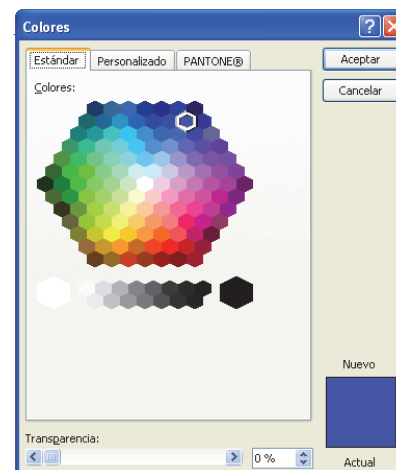 Colores
Estándar Personalizado PANTONE®
Aceptar
Cancelar
Colores:
Nuevo
Transparencia:
0 %
Actual